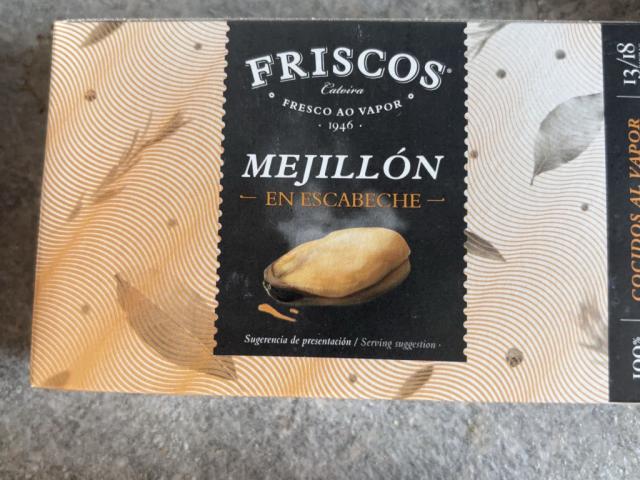 FRISCOS®
Catoira
FRESCO AO VAPOR
· 1946 ·
MEJILLÓN
EN ESCABECHE
Sugerencia de presentación / Serving suggestion ·
13/18
100%
COCIDOS AL VAPOR